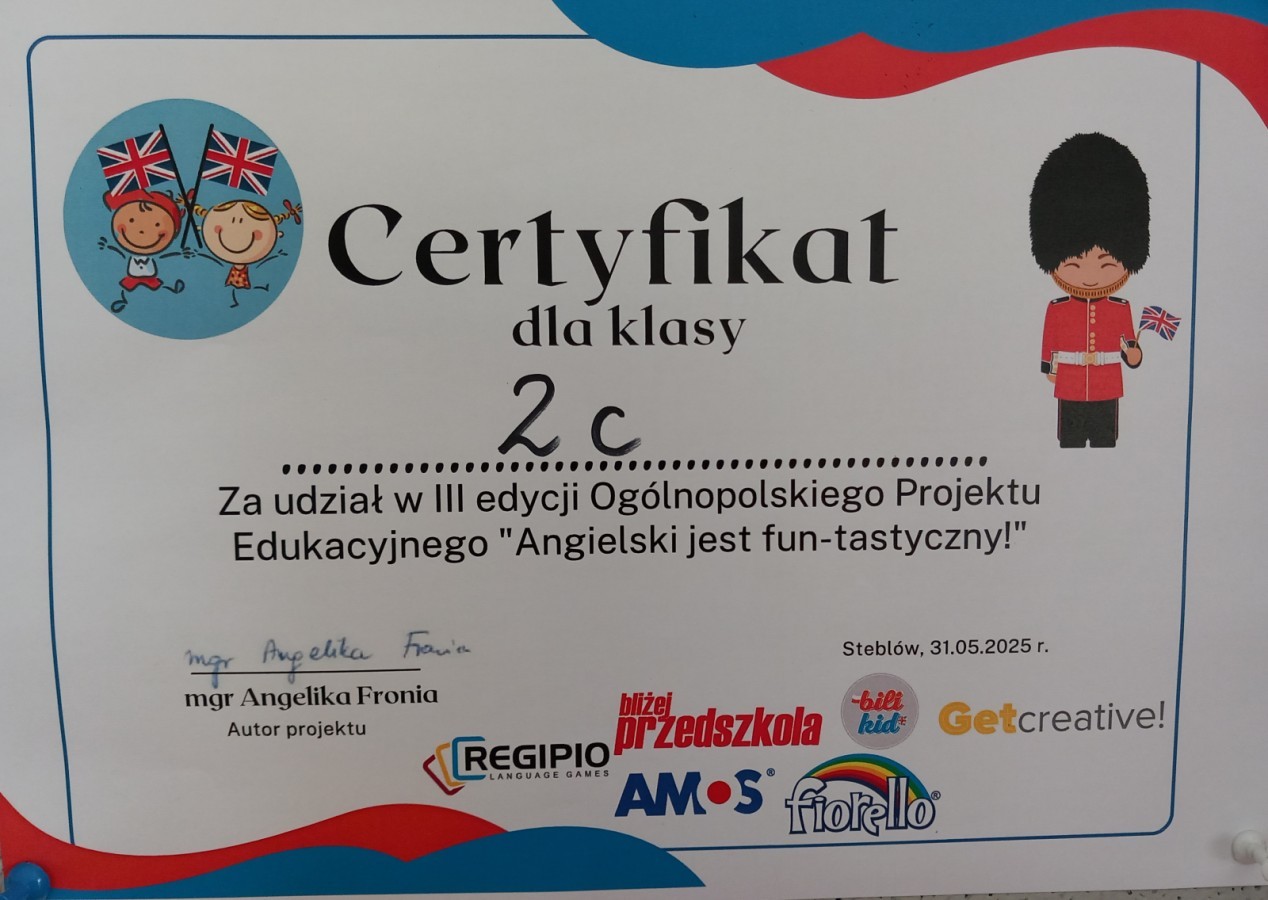 Certyfikat
dla klasy
2 c
Za udział w III edycji Ogólnopolskiego Projektu
Edukacyjnego "Angielski jest fun-tastyczny!"
mgr Angelika Fronia
mgr Angelika Fronia
Autor projektu
Steblów, 31.05.2025 r.
bliżej
przedszkola
bili
kid
Getcreative!
REGIPIO
LANGUAGE GAMES
AMOS®
fiorello®